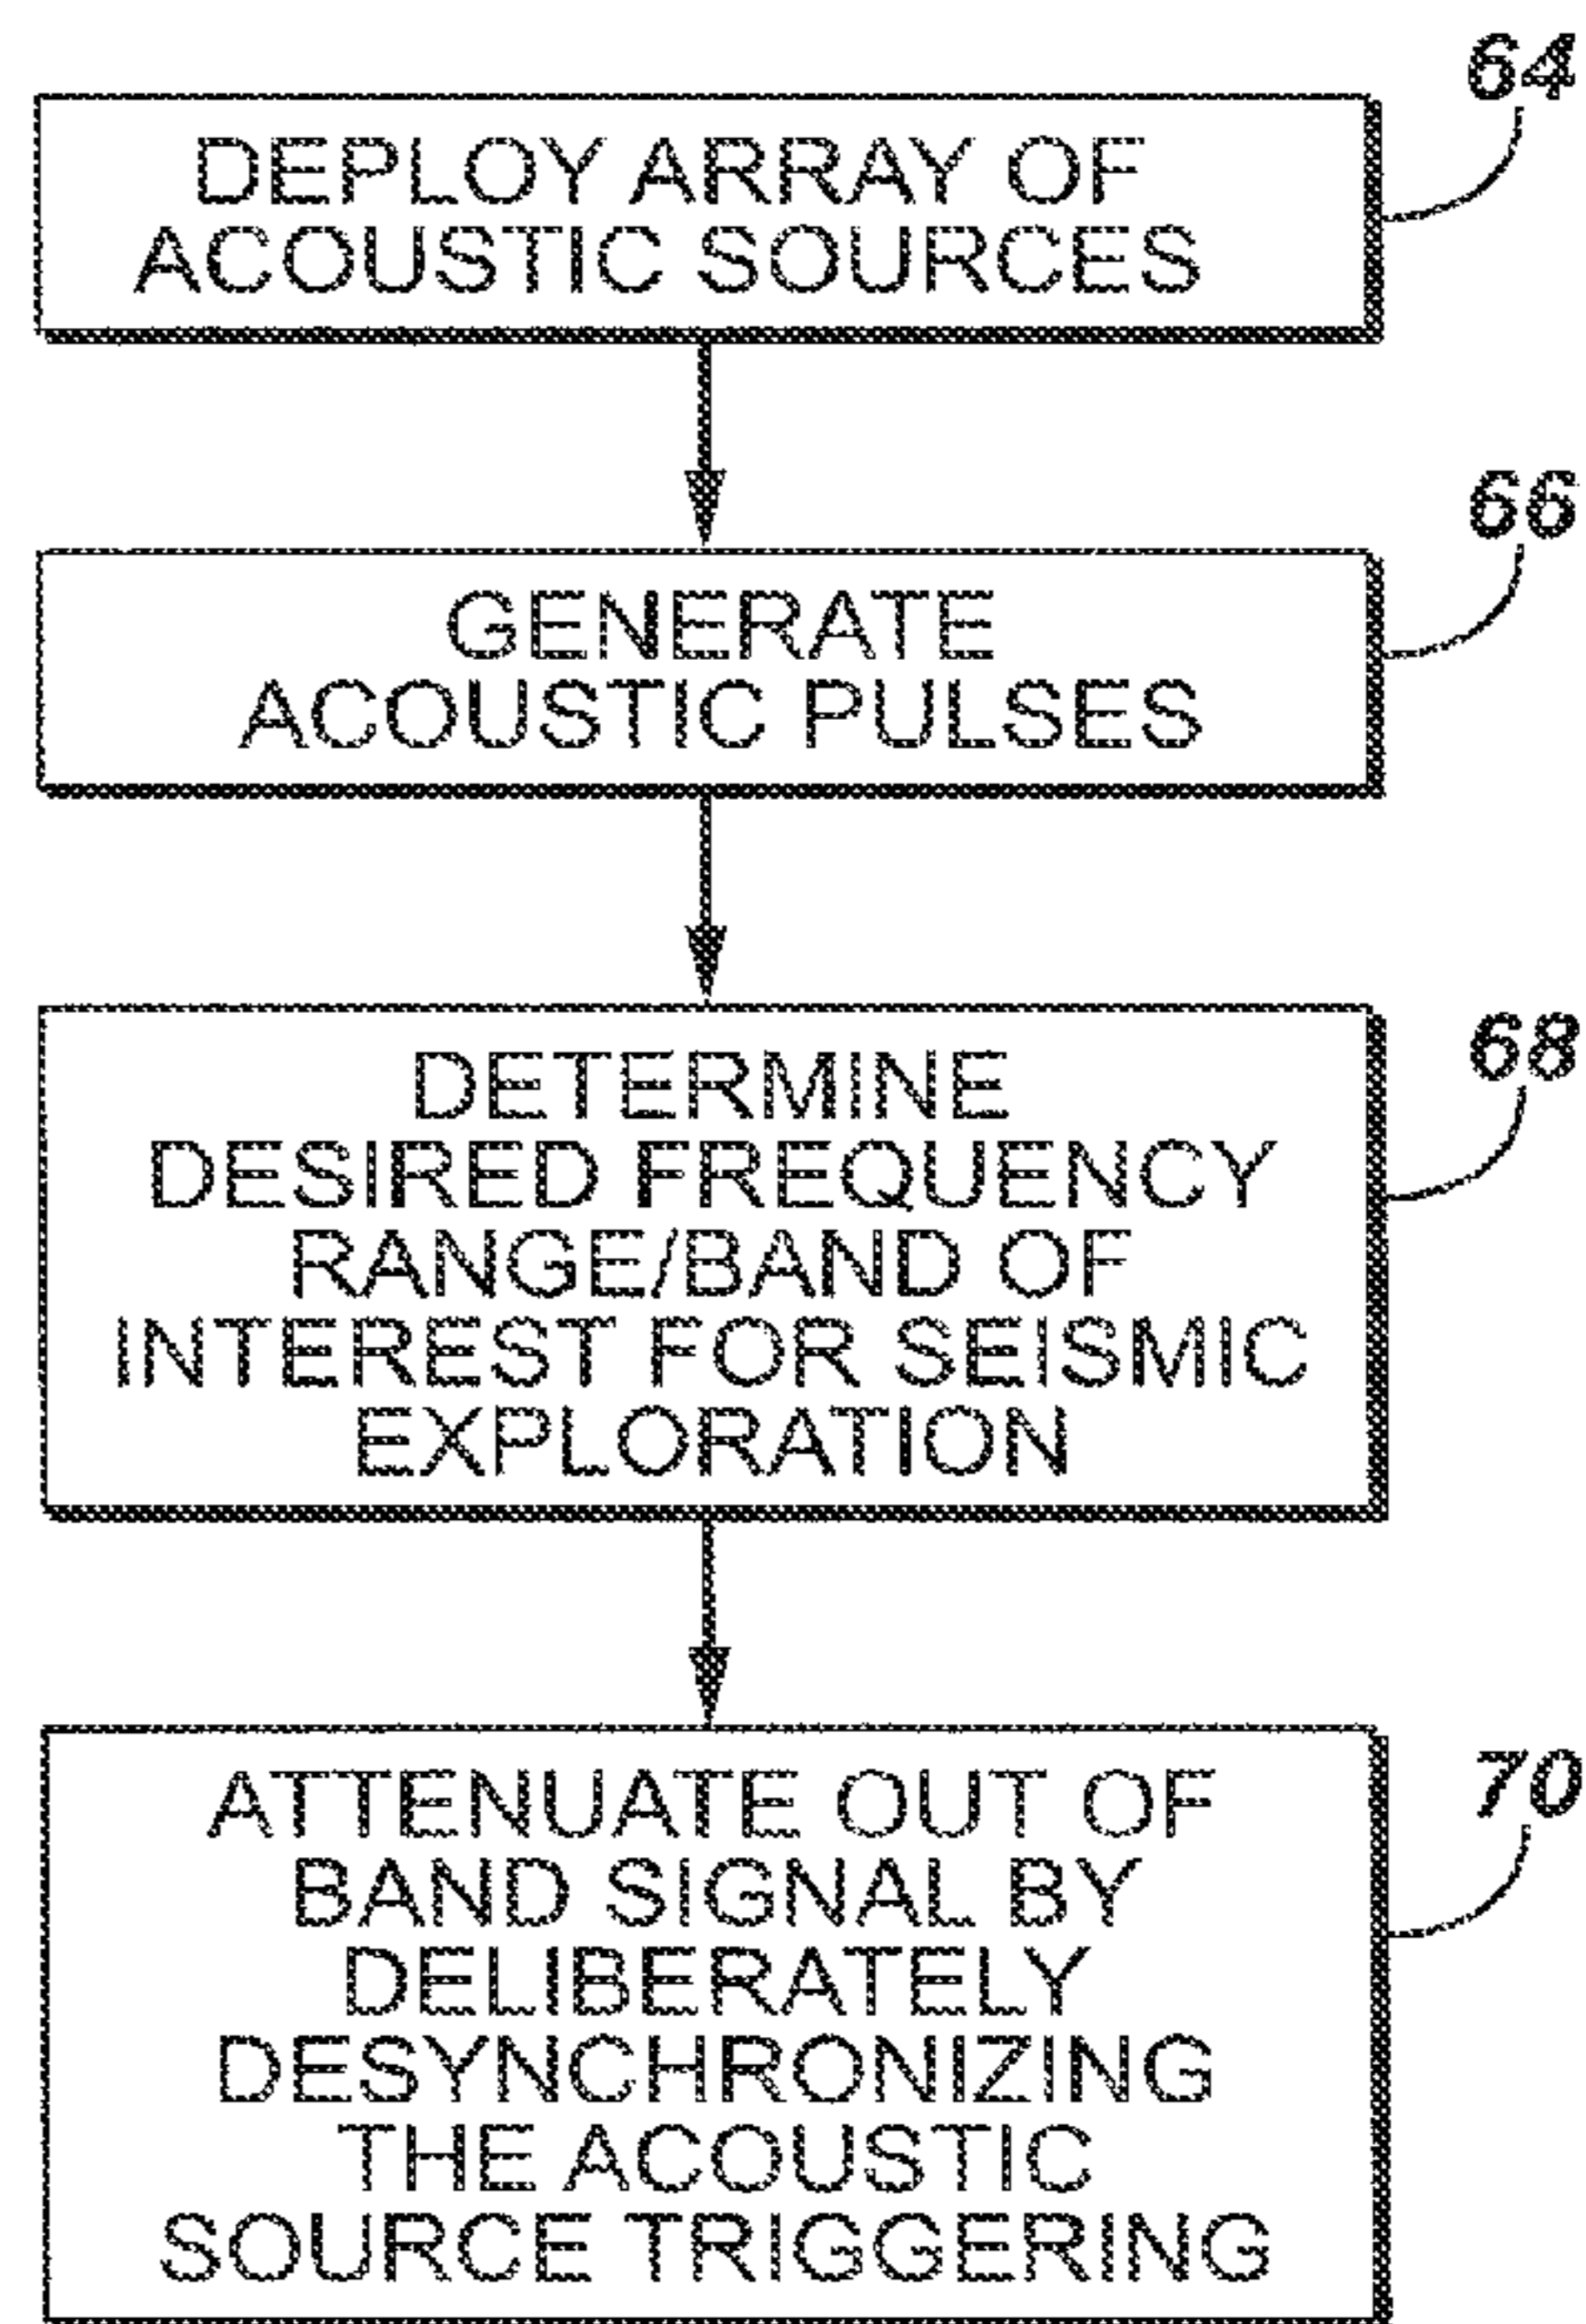 64
DEPLOY ARRAY OF
ACOUSTIC SOURCES
66
GENERATE
ACOUSTIC PULSES
68
DETERMINE
DESIRED FREQUENCY
RANGE/BAND OF
INTEREST FOR SEISMIC
EXPLORATION
70
ATTENUATE OUT OF
BAND SIGNAL BY
DELIBERATELY
DESYNCHRONIZING
THE ACOUSTIC
SOURCE TRIGGERING